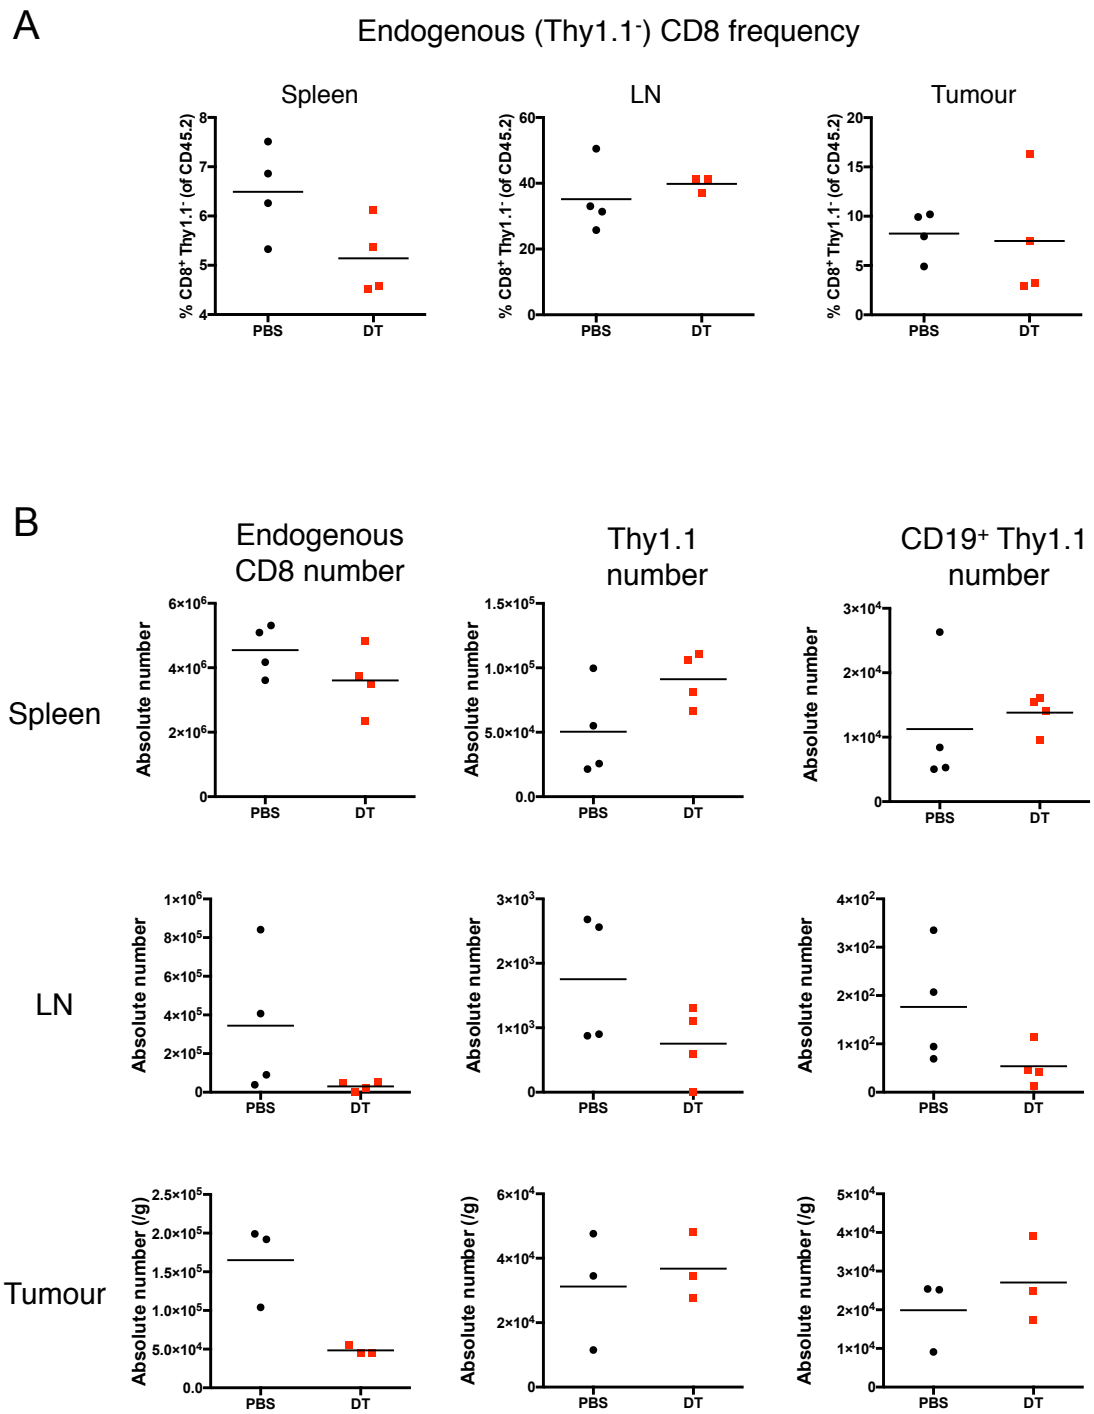 A
Endogenous (Thy1.1⁻) CD8 frequency
Spleen
% CD8⁺ Thy1.1⁻ (of CD45.2)
8
7
6
5
4
PBS DT
LN
% CD8⁺ Thy1.1⁻ (of CD45.2)
60
40
20
0
PBS DT
Tumour
% CD8⁺ Thy1.1⁻ (of CD45.2)
20
15
10
5
0
PBS DT
B
Endogenous
CD8 number
Thy1.1
number
CD19⁺ Thy1.1
number
Spleen
Absolute number
6×10⁶
4×10⁶
2×10⁶
0
PBS DT
Absolute number
1.5×10⁵
1.0×10⁵
5.0×10⁴
0.0
PBS DT
Absolute number
3×10⁴
2×10⁴
1×10⁴
0
PBS DT
LN
Absolute number
1×10⁶
8×10⁵
6×10⁵
4×10⁵
2×10⁵
0
PBS DT
Absolute number
3×10³
2×10³
1×10³
0
PBS DT
Absolute number
4×10²
3×10²
2×10²
1×10²
0
PBS DT
Tumour
Absolute number (/g)
2.5×10⁵
2.0×10⁵
1.5×10⁵
1.0×10⁵
5.0×10⁴
0.0
PBS DT
Absolute number (/g)
6×10⁴
4×10⁴
2×10⁴
0
PBS DT
Absolute number (/g)
5×10⁴
4×10⁴
3×10⁴
2×10⁴
1×10⁴
0
PBS DT